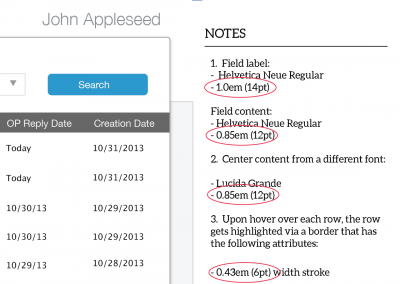 John Appleseed
Search
OP Reply Date Creation Date
Today 10/31/2013
Today 10/31/2013
10/30/13 10/29/2013
10/30/13 10/29/2013
10/29/13 10/28/2013
NOTES
1. Field label:
- Helvetica Neue Regular
- 1.0em (14pt)
Field content:
- Helvetica Neue Regular
- 0.85em (12pt)
2. Center content from a different font:
- Lucida Grande
- 0.85em (12pt)
3. Upon hover over each row, the row
gets highlighted via a border that has
the following attributes:
- 0.43em (6pt) width stroke